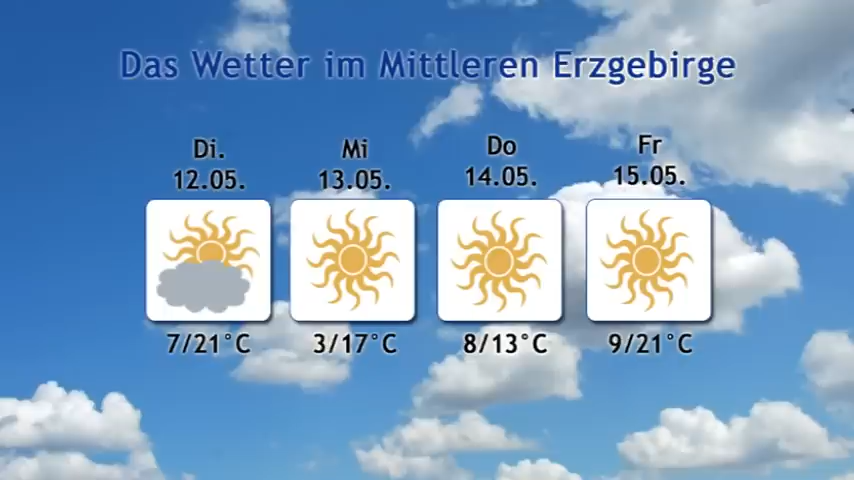 Das Wetter im Mittleren Erzgebirge
Di.
12.05.
7/21°C
Mi
13.05.
3/17°C
Do
14.05.
8/13°C
Fr
15.05.
9/21°C